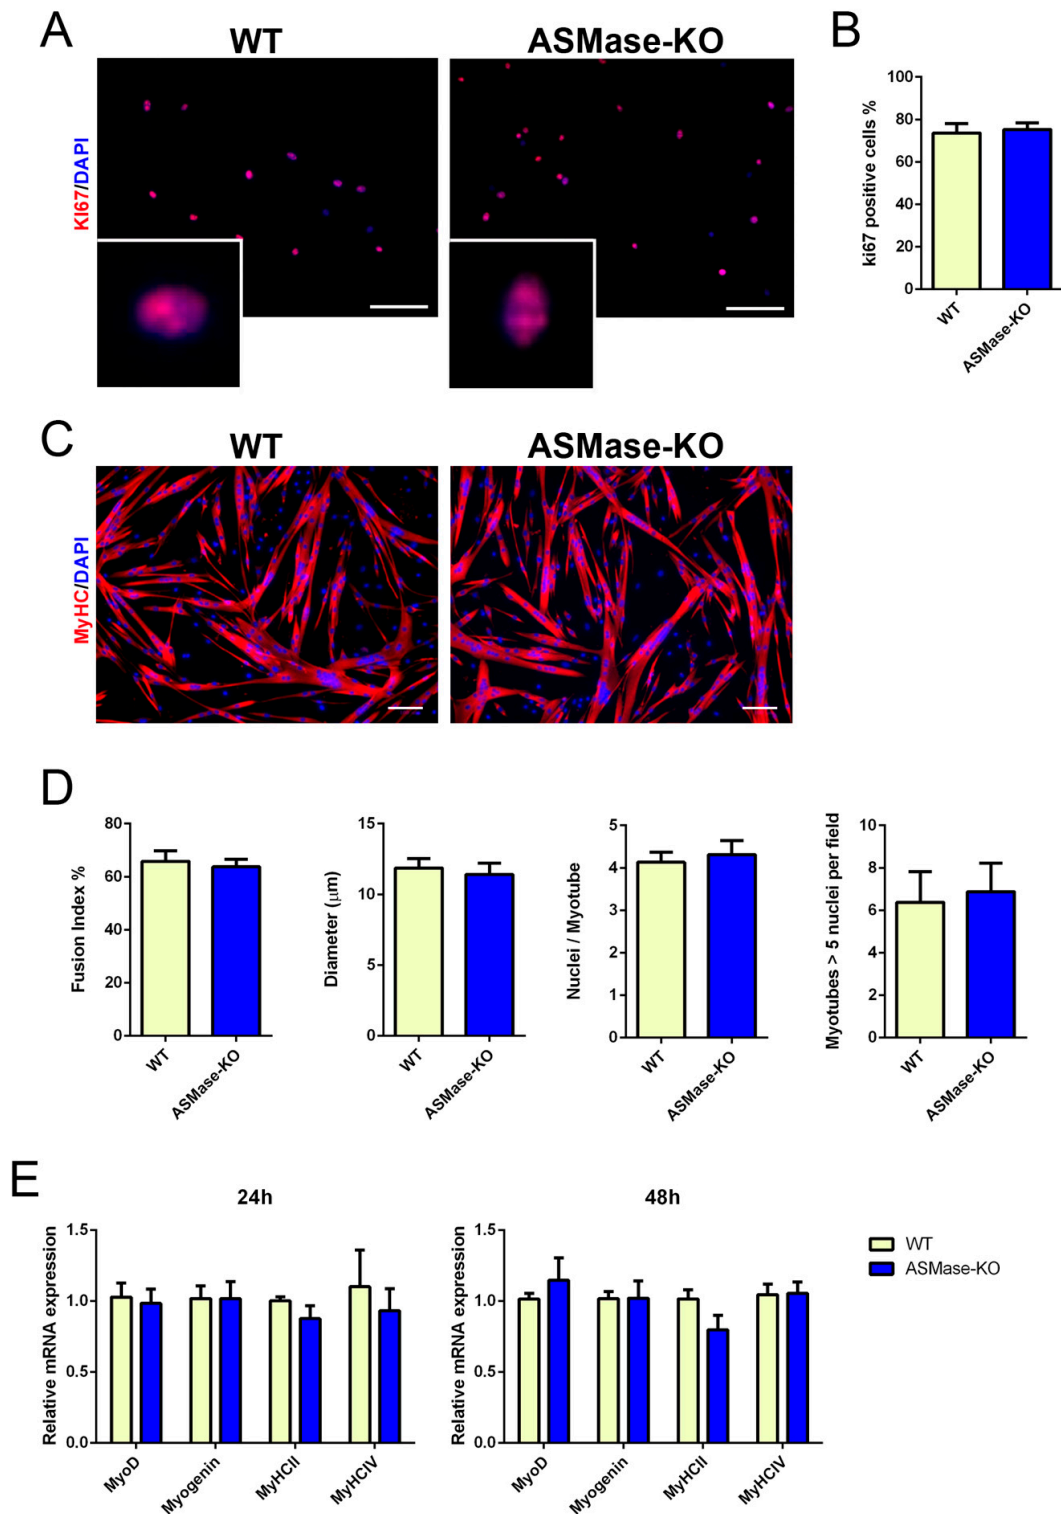 A
WT
ASMase-KO
KI67/DAPI
B
ki67 positive cells %
100
80
60
40
20
0
WT
ASMase-KO
C
WT
ASMase-KO
MyHC/DAPI
D
Fusion Index %
80
60
40
20
0
WT
ASMase-KO
Diameter (μm)
15
10
5
0
WT
ASMase-KO
Nuclei / Myotube
5
4
3
2
1
0
WT
ASMase-KO
Myotubes > 5 nuclei per field
10
8
6
4
2
0
WT
ASMase-KO
E
24h
Relative mRNA expression
1.5
1.0
0.5
0.0
MyoD
Myogenin
MyHCII
MyHCIV
48h
Relative mRNA expression
1.5
1.0
0.5
0.0
MyoD
Myogenin
MyHCII
MyHCIV
WT
ASMase-KO